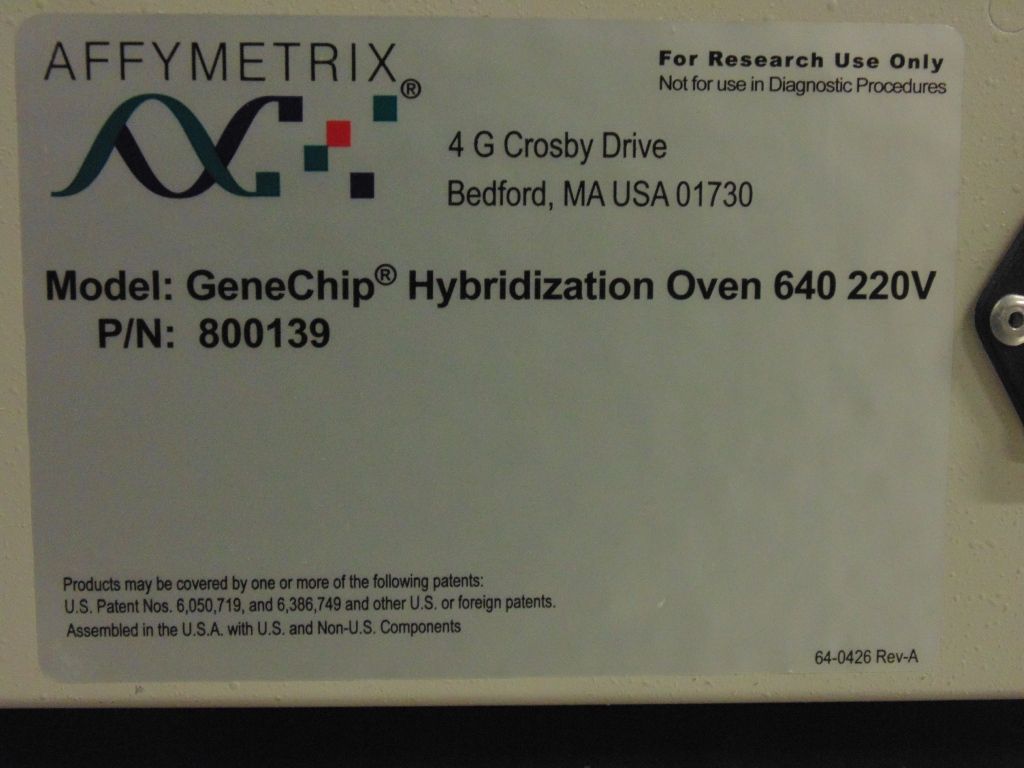 AFFYMETRIX®
For Research Use Only
Not for use in Diagnostic Procedures
4 G Crosby Drive
Bedford, MA USA 01730
Model: GeneChip® Hybridization Oven 640 220V
P/N: 800139
Products may be covered by one or more of the following patents:
U.S. Patent Nos. 6,050,719, and 6,386,749 and other U.S. or foreign patents.
Assembled in the U.S.A. with U.S. and Non-U.S. Components
64-0426 Rev-A